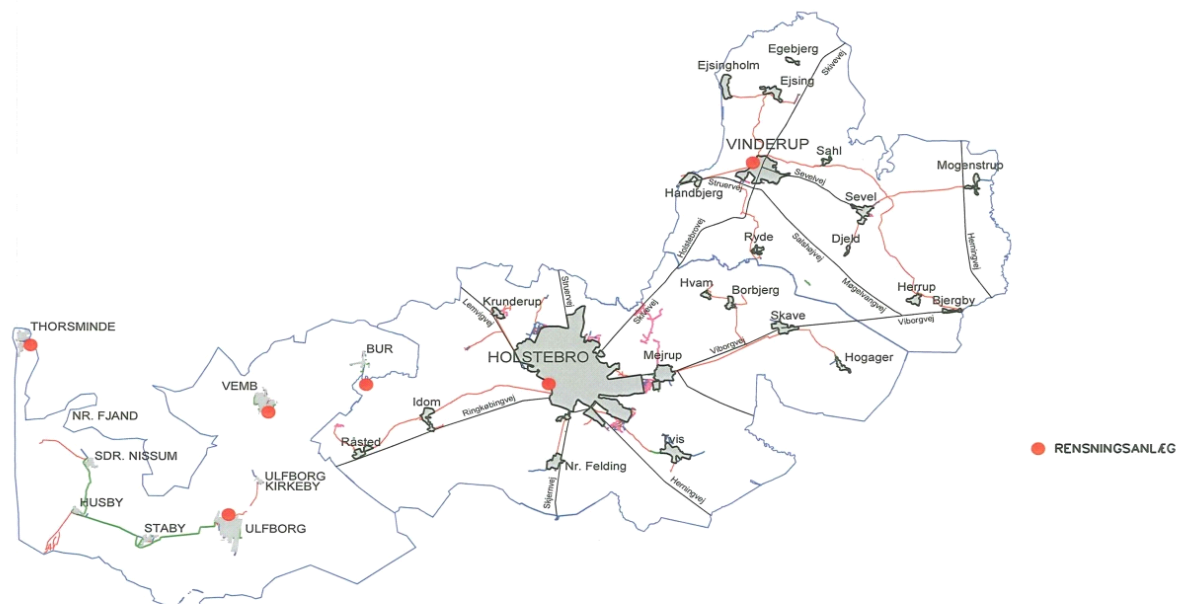 Egebjerg
Ejsingholm
Ejsing
Skivevej
VINDERUP
Sahl
Mogenstrup
Handbjerg
Struervej
Sevelvej
Sevel
Holstebrovej
Ryde
Salshøjvej
Djeld
Herningvej
Hvam
Borbjerg
Møgelvangvej
Herrup
Bjergby
Krunderup
Struervej
Lemvigvej
Skivevej
Skave
Viborgvej
THORSMINDE
BUR
HOLSTEBRO
Mejrup
Viborgvej
Hogager
VEMB
NR. FJAND
Idom
Ringkøbingvej
Råsted
Tvis
RENSNINGSANLÆG
SDR. NISSUM
ULFBORG
KIRKEBY
Nr. Felding
Skjernvej
Herningvej
HUSBY
STABY
ULFBORG